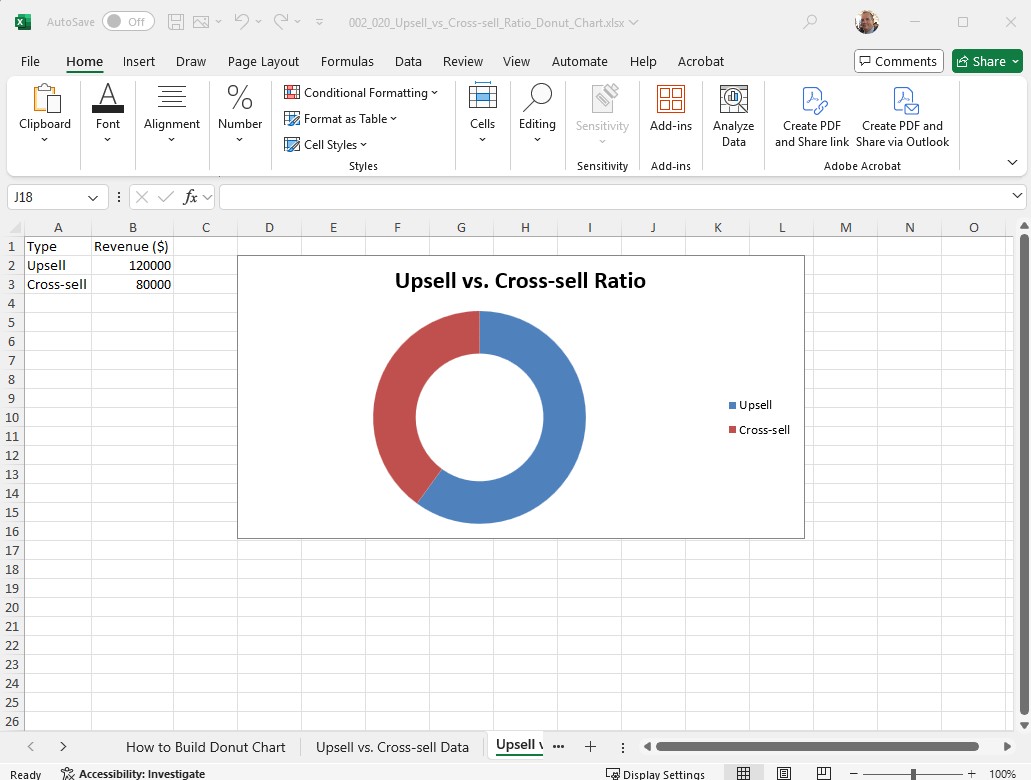 AutoSave Off 002_020_Upsell_vs_Cross-sell_Ratio_Donut_Chart.xlsx
File Home Insert Draw Page Layout Formulas Data Review View Automate Help Acrobat Comments Share
Clipboard Font Alignment Number Conditional Formatting Cells Editing Sensitivity Add-ins Analyze Data Create PDF and Share link Create PDF and Share via Outlook
Format as Table
Cell Styles
Styles Sensitivity Add-ins Adobe Acrobat
J18 fx
A B C D E F G H I J K L M N O
1 Type Revenue ($)
2 Upsell 120000
3 Cross-sell 80000
4
5
6
7
8
9
10
11
12
13
14
15
16
17
18
19
20
21
22
23
24
25
26
Upsell vs. Cross-sell Ratio
Upsell
Cross-sell
How to Build Donut Chart Upsell vs. Cross-sell Data Upsell v ...
Ready Accessibility: Investigate Display Settings 100%